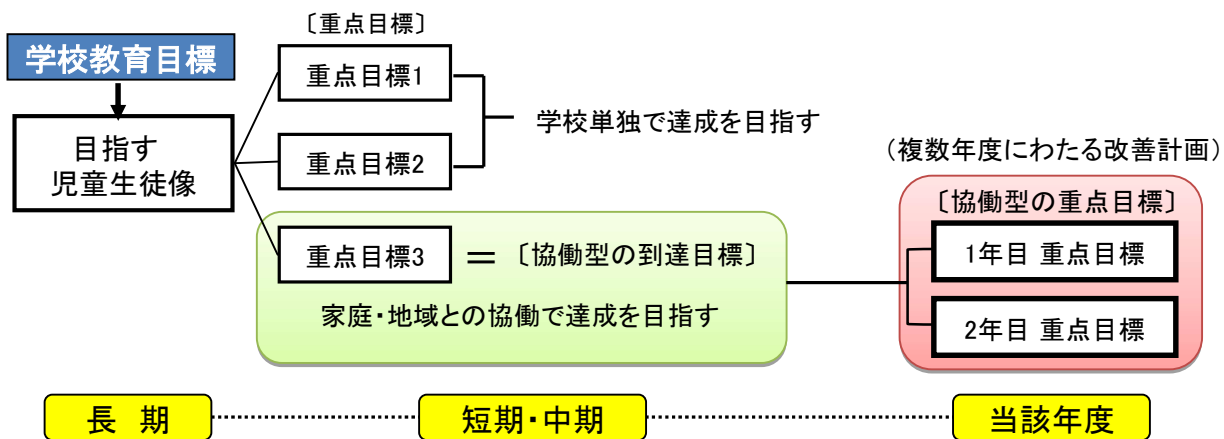 〔重点目標〕
学校教育目標
重点目標1
学校単独で達成を目指す
目指す
児童生徒像
重点目標2
（複数年度にわたる改善計画）
〔協働型の重点目標〕
重点目標3 ＝ 〔協働型の到達目標〕
1年目 重点目標
家庭・地域との協働で達成を目指す
2年目 重点目標
長 期
短期・中期
当該年度